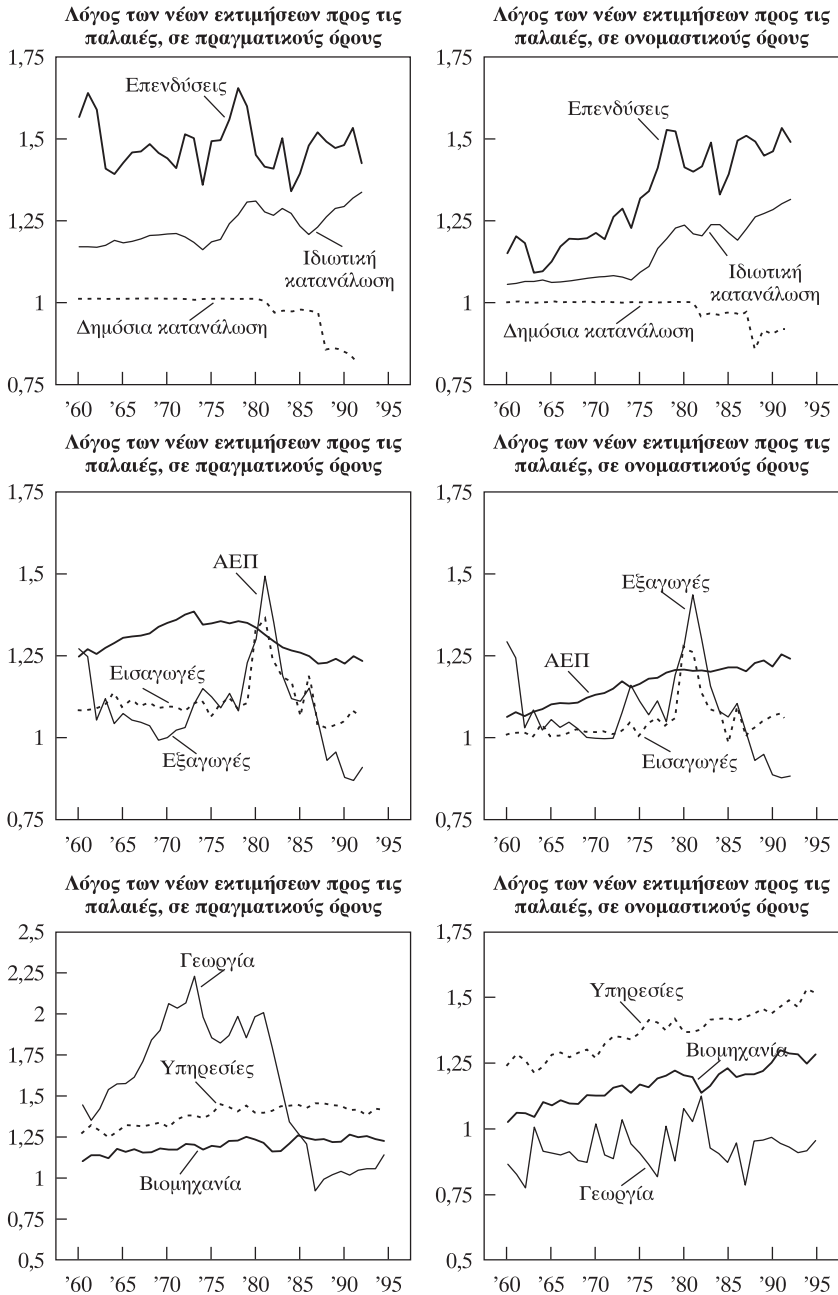 Λόγος των νέων εκτιμήσεων προς τις
παλαιές, σε πραγματικούς όρους
1,75
1,5
1,25
1
0,75
Επενδύσεις
Ιδιωτική
κατανάλωση
Δημόσια κατανάλωση
'60 '65 '70 '75 '80 '85 '90 '95
Λόγος των νέων εκτιμήσεων προς τις
παλαιές, σε ονομαστικούς όρους
1,75
1,5
1,25
1
0,75
Επενδύσεις
Ιδιωτική
κατανάλωση
Δημόσια κατανάλωση
'60 '65 '70 '75 '80 '85 '90 '95
Λόγος των νέων εκτιμήσεων προς τις
παλαιές, σε πραγματικούς όρους
1,75
1,5
1,25
1
0,75
ΑΕΠ
Εισαγωγές
Εξαγωγές
'60 '65 '70 '75 '80 '85 '90 '95
Λόγος των νέων εκτιμήσεων προς τις
παλαιές, σε ονομαστικούς όρους
1,75
1,5
1,25
1
0,75
Εξαγωγές
ΑΕΠ
Εισαγωγές
'60 '65 '70 '75 '80 '85 '90 '95
Λόγος των νέων εκτιμήσεων προς τις
παλαιές, σε πραγματικούς όρους
2,5
2,25
2
1,75
1,5
1,25
1
0,75
0,5
Γεωργία
Υπηρεσίες
Βιομηχανία
'60 '65 '70 '75 '80 '85 '90 '95
Λόγος των νέων εκτιμήσεων προς τις
παλαιές, σε ονομαστικούς όρους
1,75
1,5
1,25
1
0,75
0,5
Υπηρεσίες
Βιομηχανία
Γεωργία
'60 '65 '70 '75 '80 '85 '90 '95